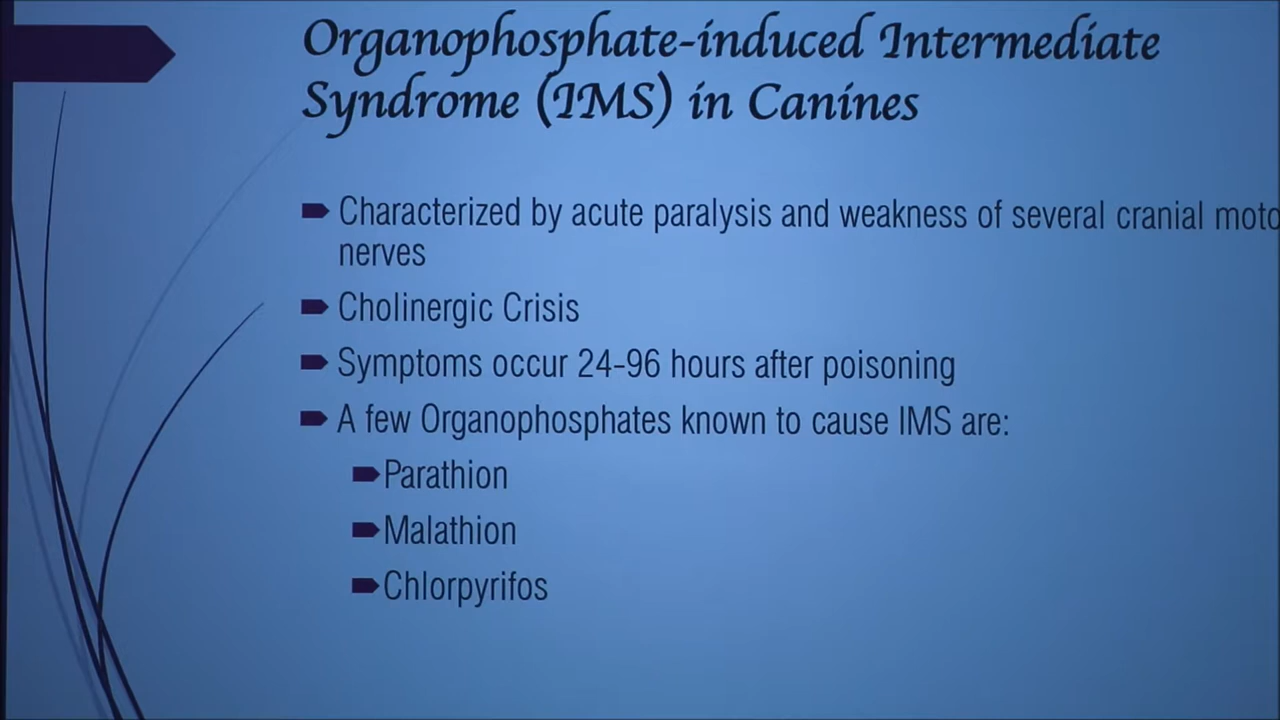 Organophosphate-induced Intermediate
Syndrome (IMS) in Canines
Characterized by acute paralysis and weakness of several cranial moto
nerves
Cholinergic Crisis
Symptoms occur 24-96 hours after poisoning
A few Organophosphates known to cause IMS are:
Parathion
Malathion
Chlorpyrifos